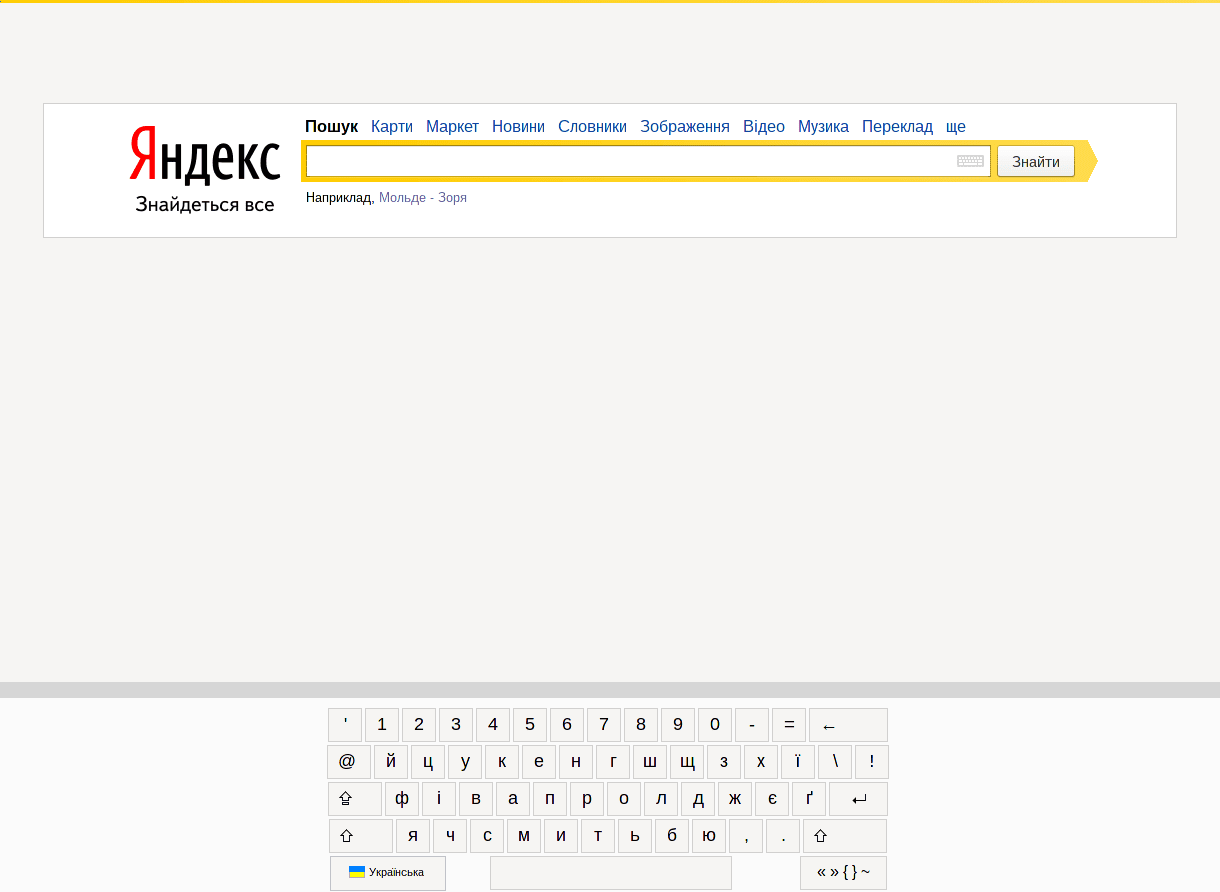 Пошук Карти Маркет Новини Словники Зображення Відео Музика Переклад ще
Яндекс
Знайти
Знайдеться все
Наприклад, Мольде - Зоря
' 1 2 3 4 5 6 7 8 9 0 - = ←
@ й ц у к е н г ш щ з х ї \ !
ф і в а п р о л д ж є ґ
я ч с м и т ь б ю , .
Українська « » { } ~